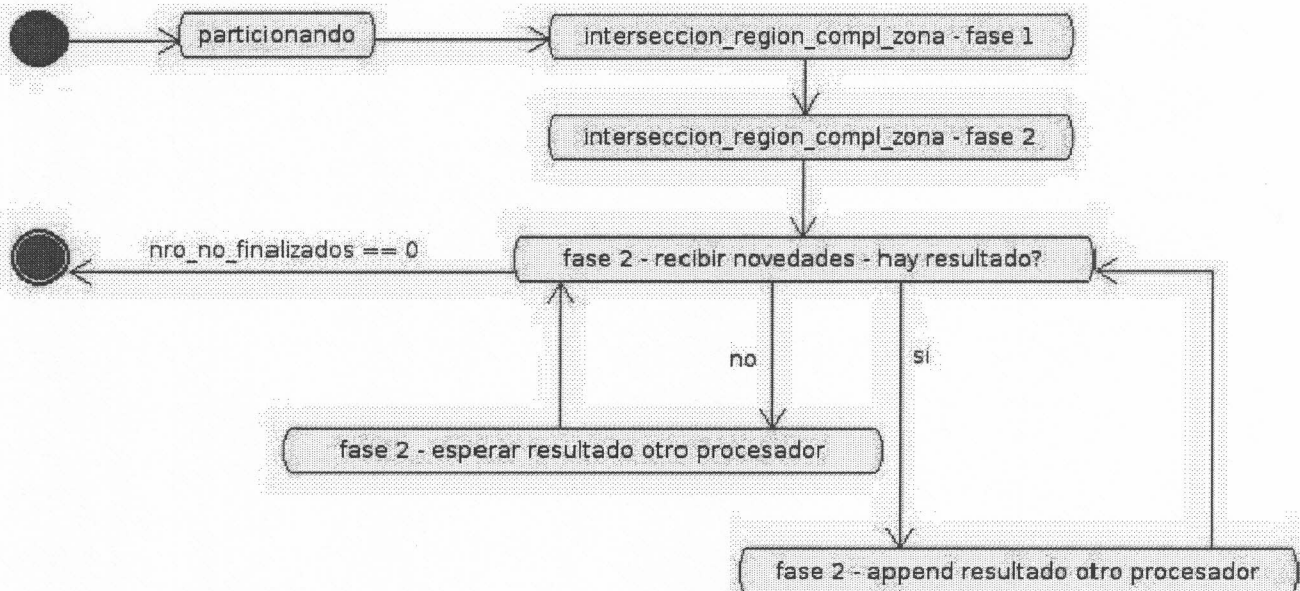 particionando
interseccion_region_compl_zona - fase 1
interseccion_region_compl_zona - fase 2
nro_no_finalizados == 0
fase 2 - recibir novedades - hay resultado?
no
sí
fase 2 - esperar resultado otro procesador
fase 2 - append resultado otro procesador